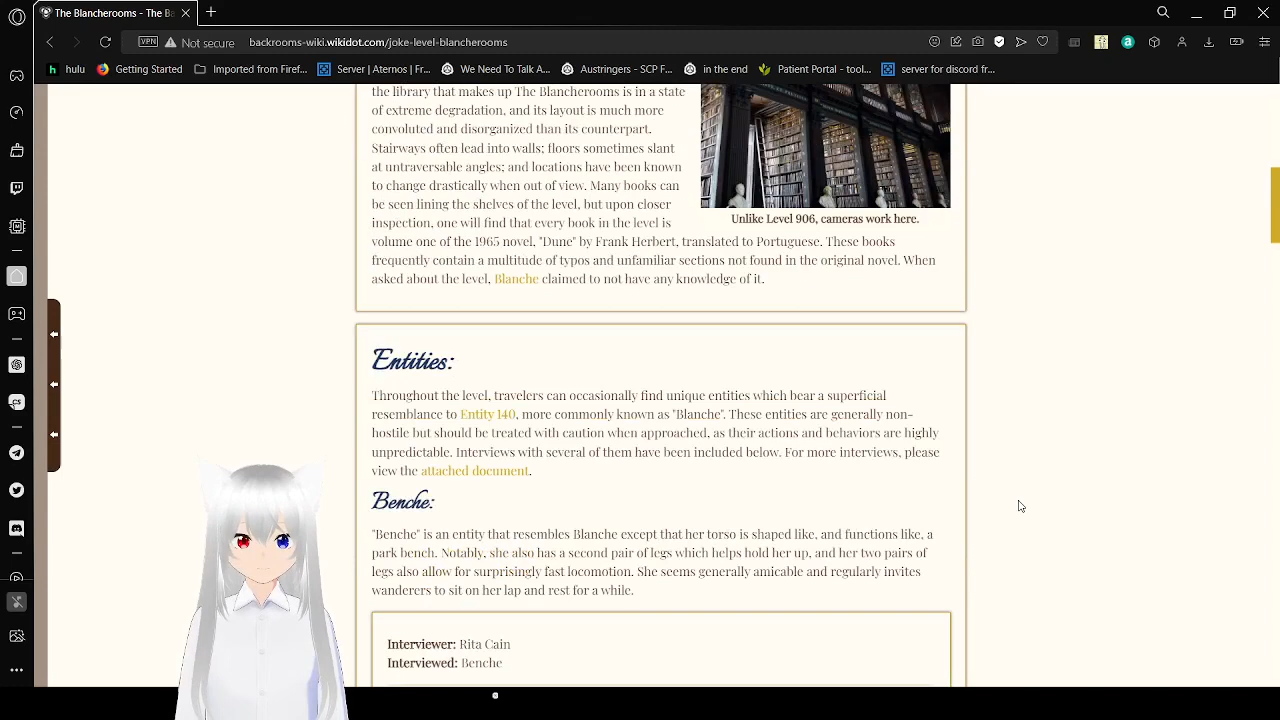 The Blancherooms - The Ba
VPN
Not secure
backrooms-wiki.wikidot.com/joke-level-blancherooms
h hulu
Getting Started
Imported from Firef...
Server | Aternos | Fr...
We Need To Talk A...
Austringers - SCP F...
in the end
Patient Portal - tool...
server for discord fr...
the library that makes up The Blancherooms is in a state
of extreme degradation, and its layout is much more
convoluted and disorganized than its counterpart.
Stairways often lead into walls; floors sometimes slant
at untraversable angles; and locations have been known
to change drastically when out of view. Many books can
be seen lining the shelves of the level, but upon closer
inspection, one will find that every book in the level is
volume one of the 1965 novel, "Dune" by Frank Herbert, translated to Portuguese. These books
frequently contain a multitude of typos and unfamiliar sections not found in the original novel. When
asked about the level, Blanche claimed to not have any knowledge of it.
Unlike Level 906, cameras work here.
Entities:
Throughout the level, travelers can occasionally find unique entities which bear a superficial
resemblance to Entity 140, more commonly known as "Blanche". These entities are generally non-
hostile but should be treated with caution when approached, as their actions and behaviors are highly
unpredictable. Interviews with several of them have been included below. For more interviews, please
view the attached document.
Benche:
"Benche" is an entity that resembles Blanche except that her torso is shaped like, and functions like, a
park bench. Notably, she also has a second pair of legs which helps hold her up, and her two pairs of
legs also allow for surprisingly fast locomotion. She seems generally amicable and regularly invites
wanderers to sit on her lap and rest for a while.
Interviewer: Rita Cain
Interviewed: Benche